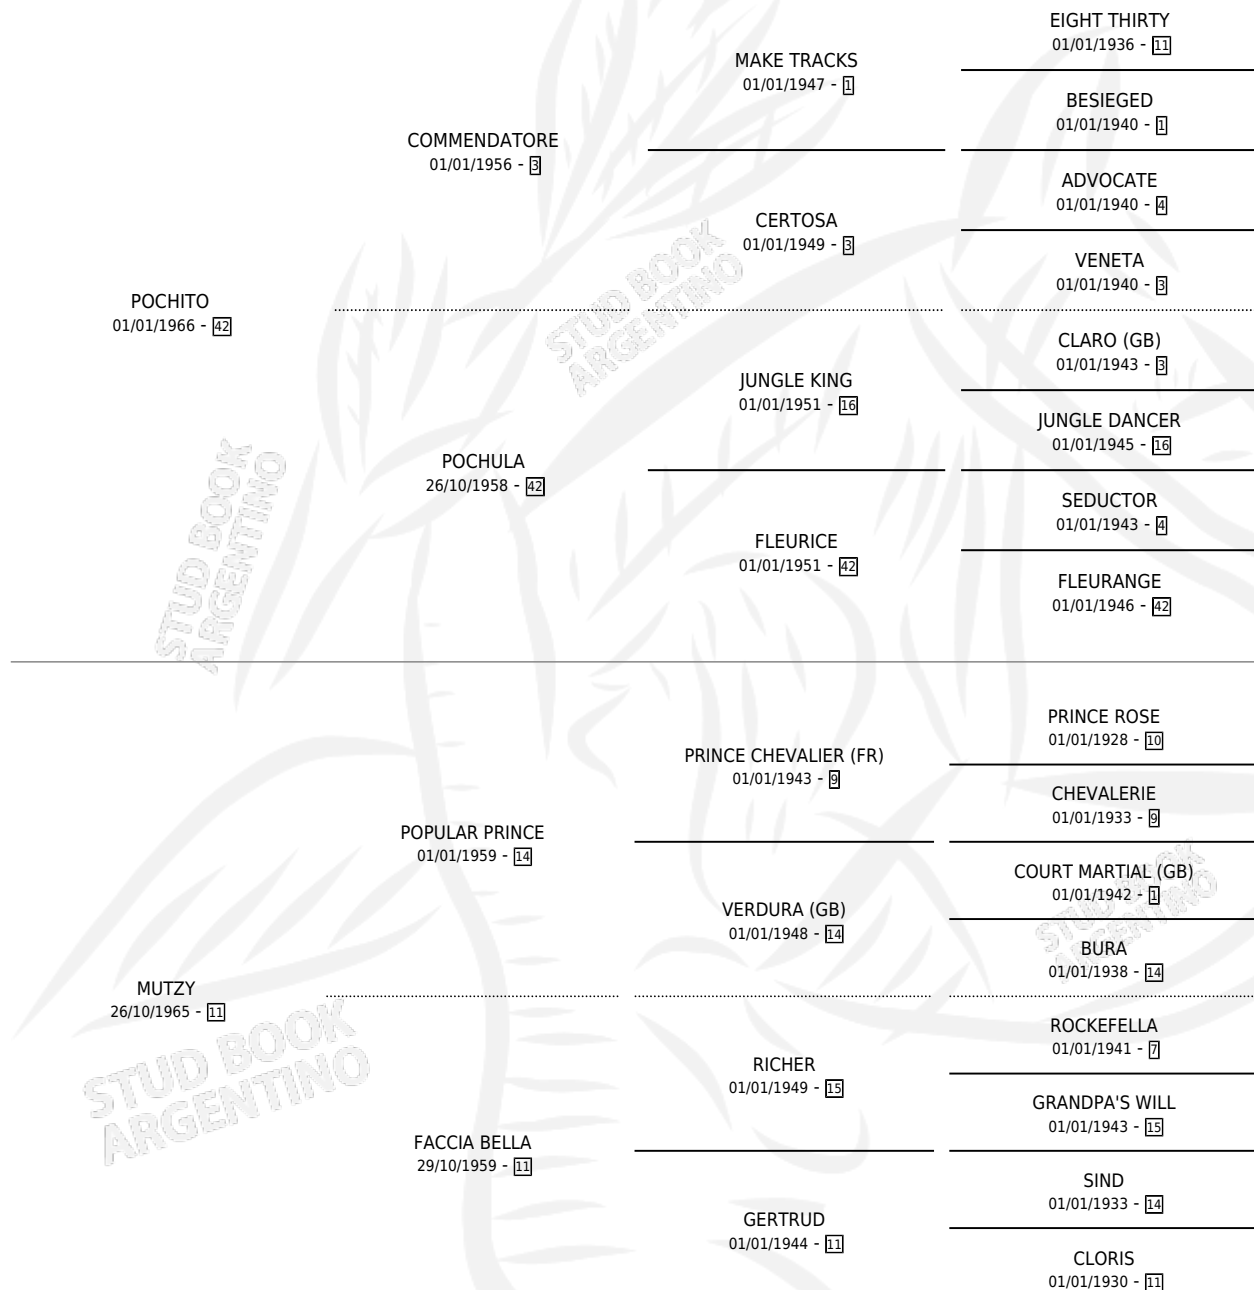 EIGHT THIRTY
01/01/1936 - 11
MAKE TRACKS
01/01/1947 - 1
BESIEGED
01/01/1940 - 1
COMMENDATORE
01/01/1956 - 3
ADVOCATE
01/01/1940 - 4
CERTOSA
01/01/1949 - 3
VENETA
01/01/1940 - 3
POCHITO
01/01/1966 - 42
CLARO (GB)
01/01/1943 - 3
JUNGLE KING
01/01/1951 - 16
JUNGLE DANCER
01/01/1945 - 16
POCHULA
26/10/1958 - 42
SEDUCTOR
01/01/1943 - 4
FLEURICE
01/01/1951 - 42
FLEURANGE
01/01/1946 - 42
PRINCE ROSE
01/01/1928 - 10
PRINCE CHEVALIER (FR)
01/01/1943 - 9
CHEVALERIE
01/01/1933 - 9
POPULAR PRINCE
01/01/1959 - 14
COURT MARTIAL (GB)
01/01/1942 - 1
VERDURA (GB)
01/01/1948 - 14
BURA
01/01/1938 - 14
MUTZY
26/10/1965 - 11
ROCKEFELLA
01/01/1941 - 7
RICHER
01/01/1949 - 15
GRANDPA'S WILL
01/01/1943 - 15
FACCIA BELLA
29/10/1959 - 11
SIND
01/01/1933 - 14
GERTRUD
01/01/1944 - 11
CLORIS
01/01/1930 - 11
STUD BOOK
ARGENTINO
STUD BOOK
ARGENTINO
STUD BOOK
ARGENTINO
STUD BOOK
ARGENTINO